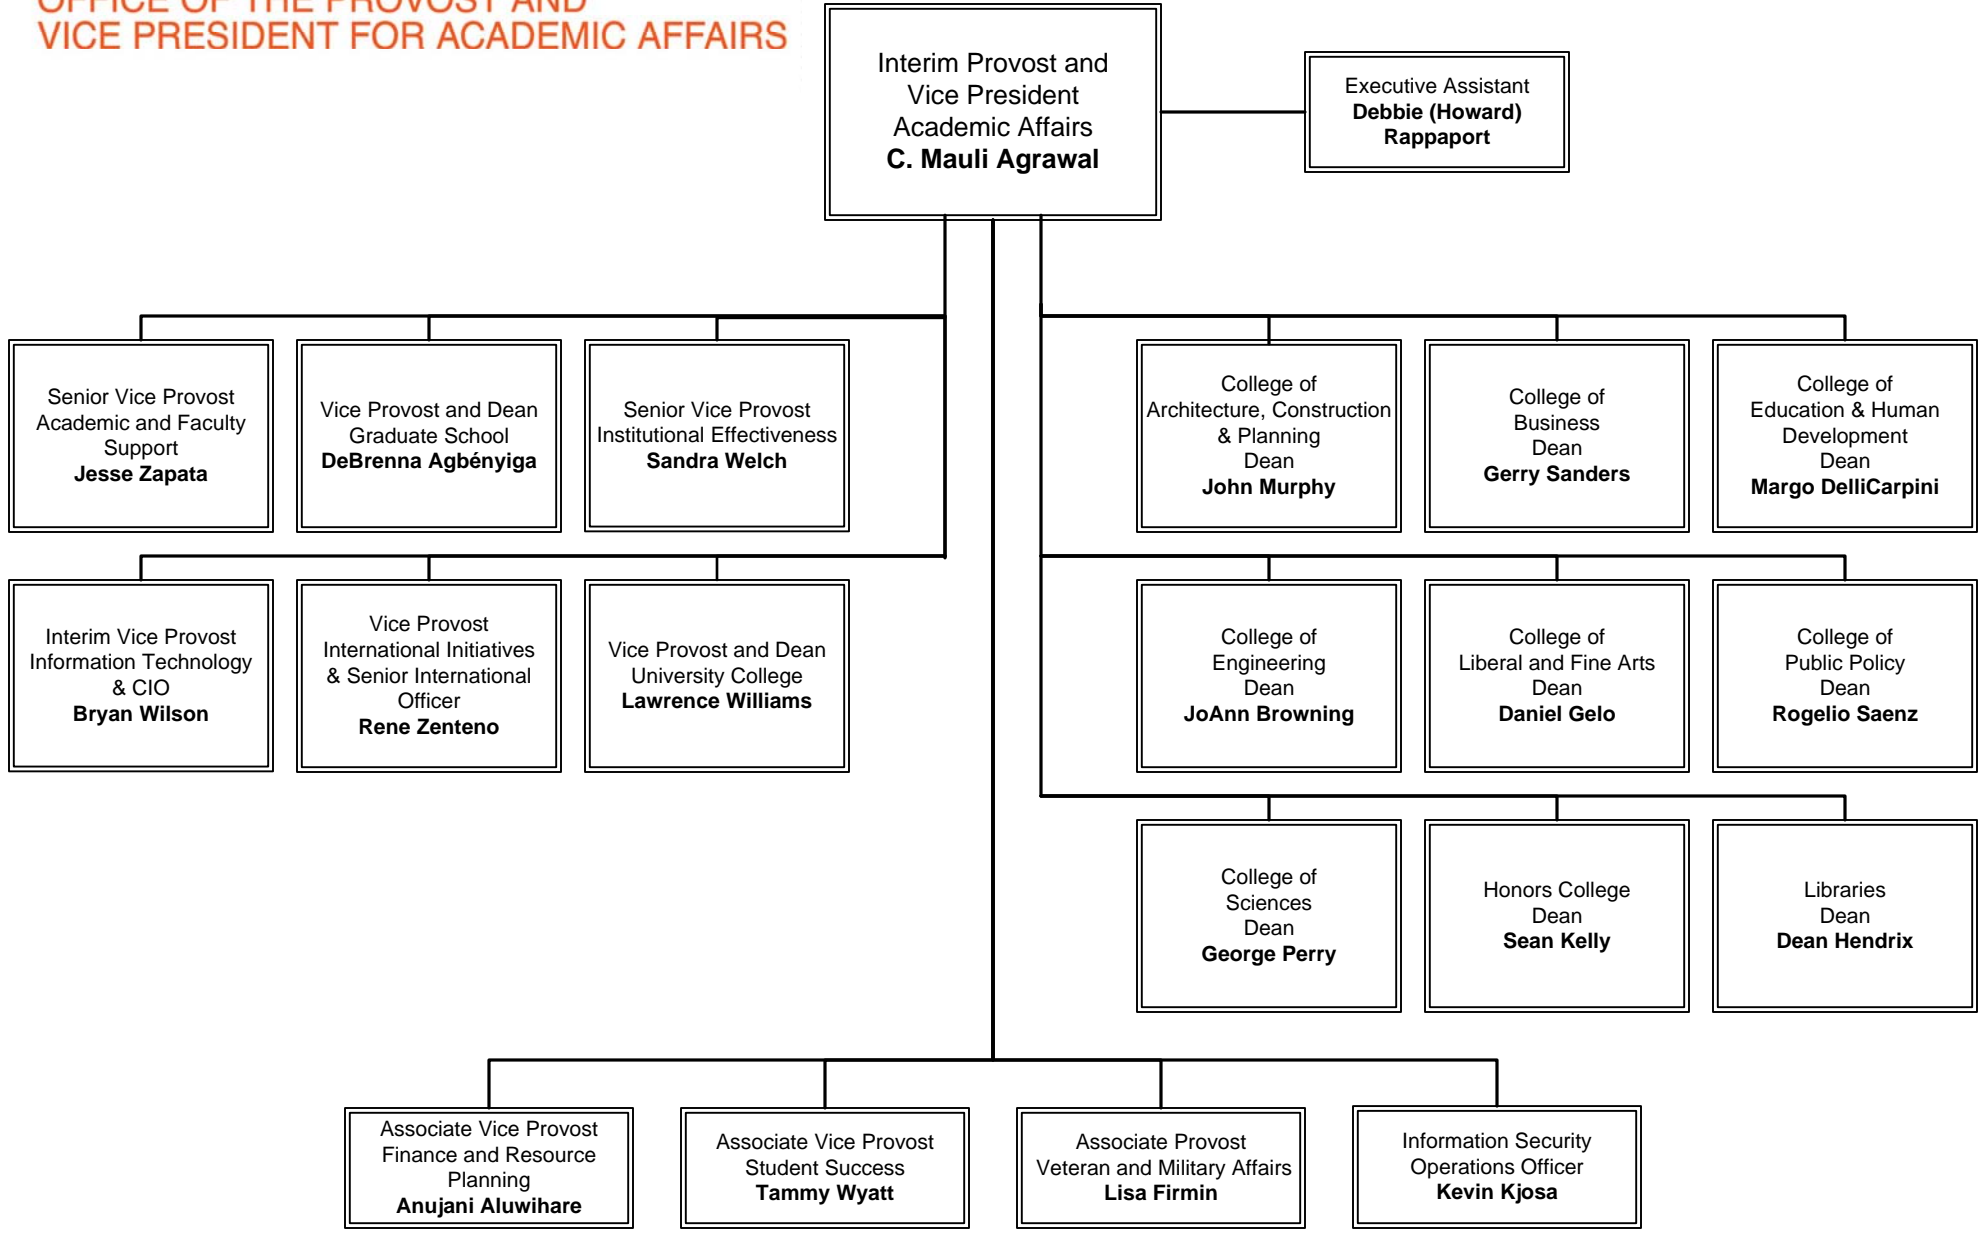 OFFICE OF THE PROVOST AND
VICE PRESIDENT FOR ACADEMIC AFFAIRS
Interim Provost and
Vice President
Academic Affairs
C. Mauli Agrawal
Executive Assistant
Debbie (Howard)
Rappaport
Senior Vice Provost
Academic and Faculty
Support
Jesse Zapata
Vice Provost and Dean
Graduate School
DeBrenna Agbényiga
Senior Vice Provost
Institutional Effectiveness
Sandra Welch
College of
Architecture, Construction
& Planning
Dean
John Murphy
College of
Business
Dean
Gerry Sanders
College of
Education & Human
Development
Dean
Margo DelliCarpini
Interim Vice Provost
Information Technology
& CIO
Bryan Wilson
Vice Provost
International Initiatives
& Senior International
Officer
Rene Zenteno
Vice Provost and Dean
University College
Lawrence Williams
College of
Engineering
Dean
JoAnn Browning
College of
Liberal and Fine Arts
Dean
Daniel Gelo
College of
Public Policy
Dean
Rogelio Saenz
College of
Sciences
Dean
George Perry
Honors College
Dean
Sean Kelly
Libraries
Dean
Dean Hendrix
Associate Vice Provost
Finance and Resource
Planning
Anujani Aluwihare
Associate Vice Provost
Student Success
Tammy Wyatt
Associate Provost
Veteran and Military Affairs
Lisa Firmin
Information Security
Operations Officer
Kevin Kjosa